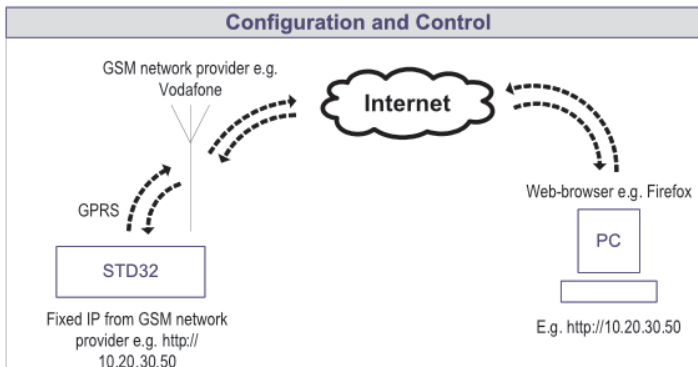 Configuration and Control
GSM network provider e.g.
Vodafone
Internet
GPRS
Web-browser e.g. Firefox
PC
STD32
Fixed IP from GSM network
provider e.g. http://
10.20.30.50
E.g. http://10.20.30.50